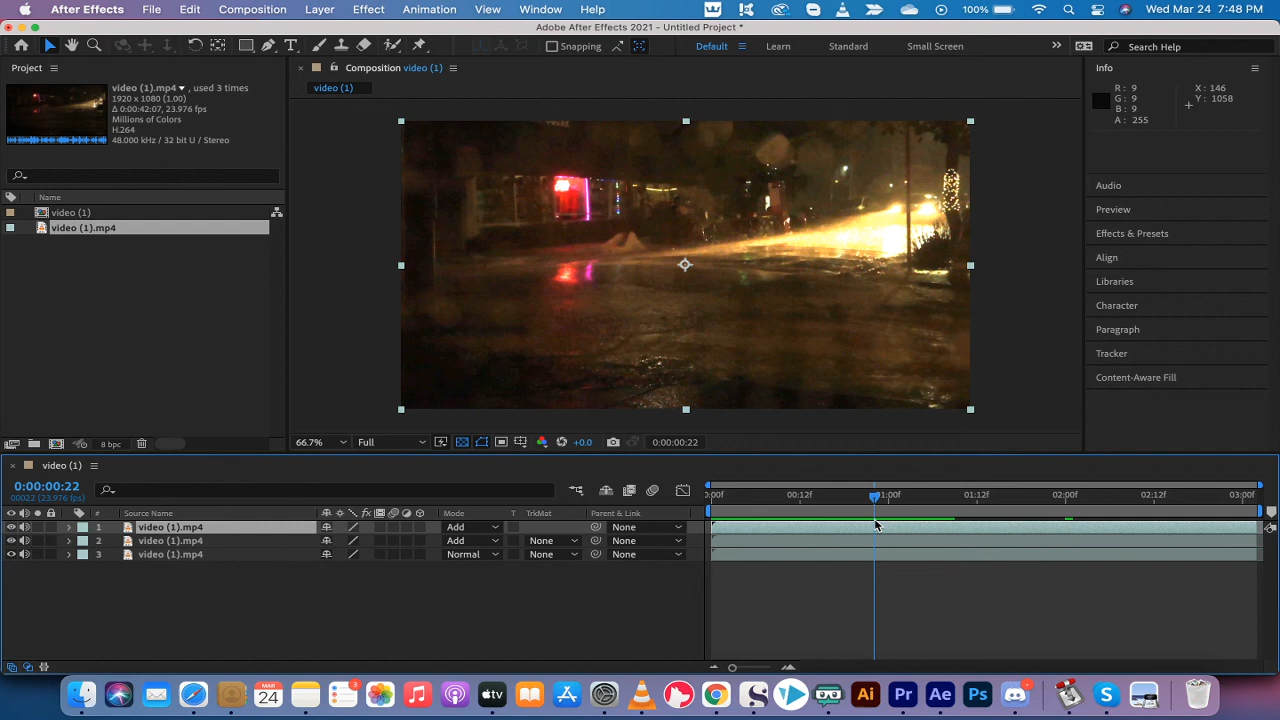 After Effects File Edit Composition Layer Effect Animation View Window Help 100% Wed Mar 24 7:48 PM
Adobe After Effects 2021 - Untitled Project *
Snapping Default Learn Standard Small Screen Search Help
Project
video (1).mp4 , used 3 times
1920 x 1080 (1.00)
Δ 0:00:42:07, 23.976 fps
Millions of Colors
H.264
48.000 kHz / 32 bit U / Stereo
Name
video (1)
video (1).mp4
8 bpc
Composition video (1)
video (1)
66.7% Full +0.0 0:00:00:22
Info
R: 9 X: 146
G: 9 Y: 1058
B: 9
A: 255
Audio
Preview
Effects & Presets
Align
Libraries
Character
Paragraph
Tracker
Content-Aware Fill
video (1)
0:00:00:22
00022 (23.976 fps)
# Source Name Mode T TrkMat Parent & Link
1 video (1).mp4 Add None
2 video (1).mp4 Add None None
3 video (1).mp4 Normal None None
0:00f 00:12f 01:00f 01:12f 02:00f 02:12f 03:00f
MAR
24
3
tv
Ai Pr Ae Ps